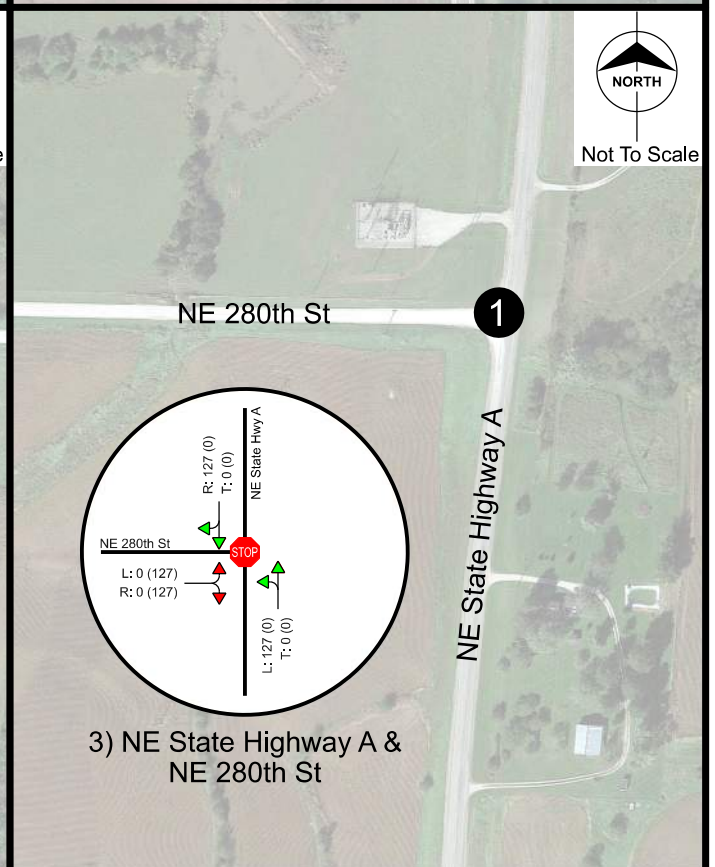 NORTH
Not To Scale
e
NE 280th St
1
NE State Highway A
R: 127 (0)
T: 0 (0)
NE State Hwy A
NE 280th St
STOP
L: 0 (127)
R: 0 (127)
L: 127 (0)
T: 0 (0)
3) NE State Highway A &
NE 280th St